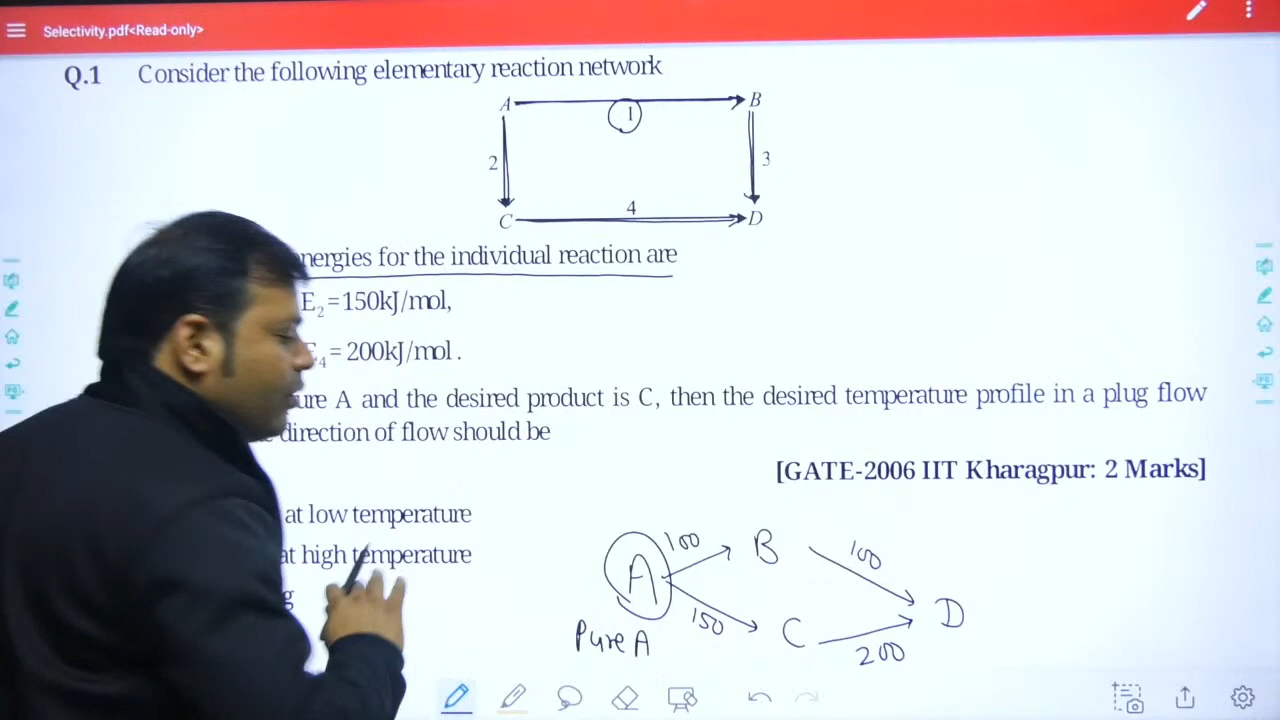 Selectivity.pdf<Read-only>
Q.1 Consider the following elementary reaction network
A B
1
2 3
4
C D
energies for the individual reaction are
E2 = 150kJ/mol,
E4 = 200kJ/mol.
A and the desired product is C, then the desired temperature profile in a plug flow
direction of flow should be
[GATE-2006 IIT Kharagpur: 2 Marks]
at low temperature
at high temperature
100 B 100
A
150 C D
200
Pure A